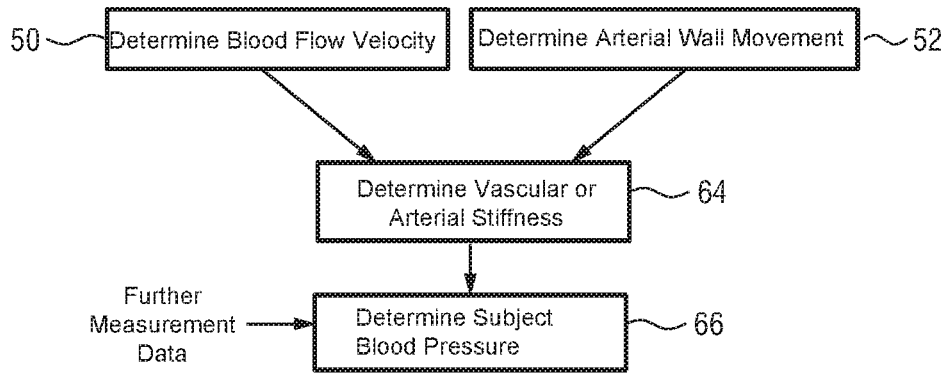 50
Determine Blood Flow Velocity
Determine Arterial Wall Movement
52
Determine Vascular or
Arterial Stiffness
64
Further
Measurement
Data
Determine Subject
Blood Pressure
66